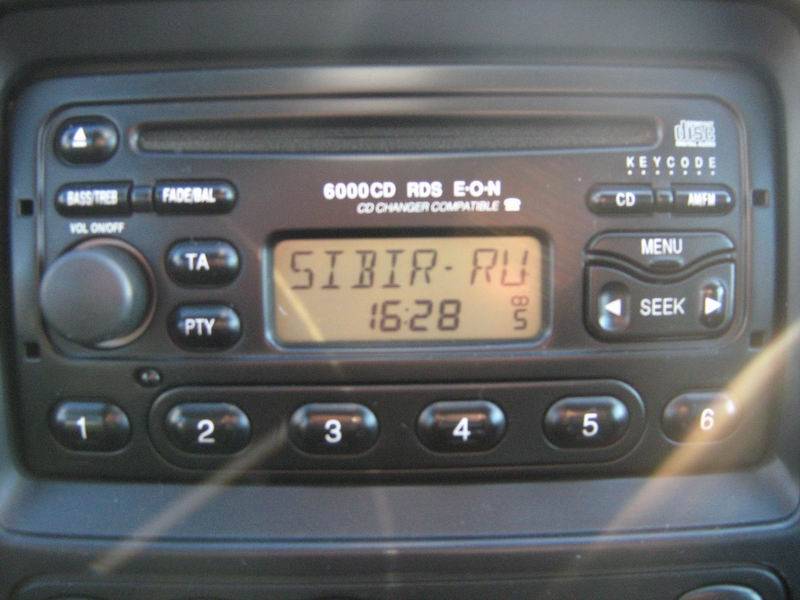 disc
KEYCODE
BASS/TREB FADE/BAL 6000CD RDS E·O·N CD AM/FM
CD CHANGER COMPATIBLE
VOL ON/OFF
TA SIBIR-RU MENU
PTY 16:28 5 SEEK
1 2 3 4 5 6